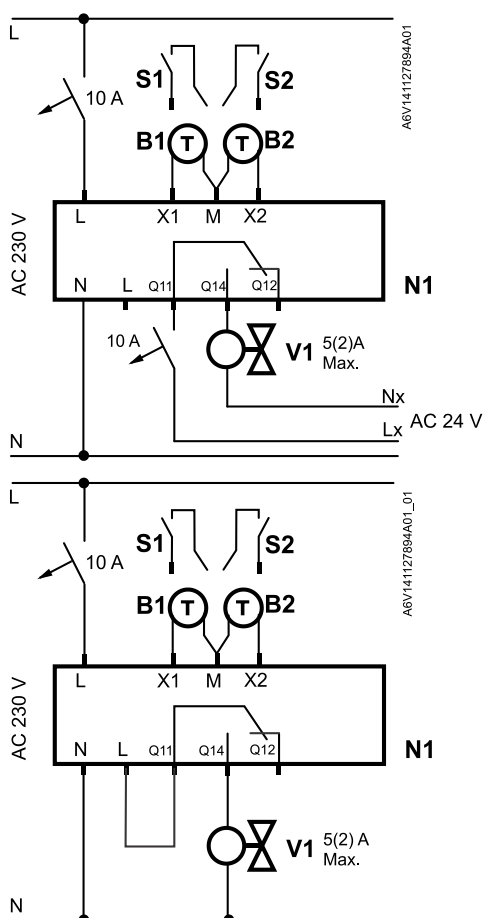 L
10 A
S1 S2
A6V141127894A01
B1 T T B2
AC 230 V
L X1 M X2
N L Q11 Q14 Q12
N1
10 A
V1 5(2)A
Max.
Nx
Lx AC 24 V
N
L
10 A
S1 S2
A6V141127894A01_01
B1 T T B2
AC 230 V
L X1 M X2
N L Q11 Q14 Q12
N1
V1 5(2) A
Max.
N